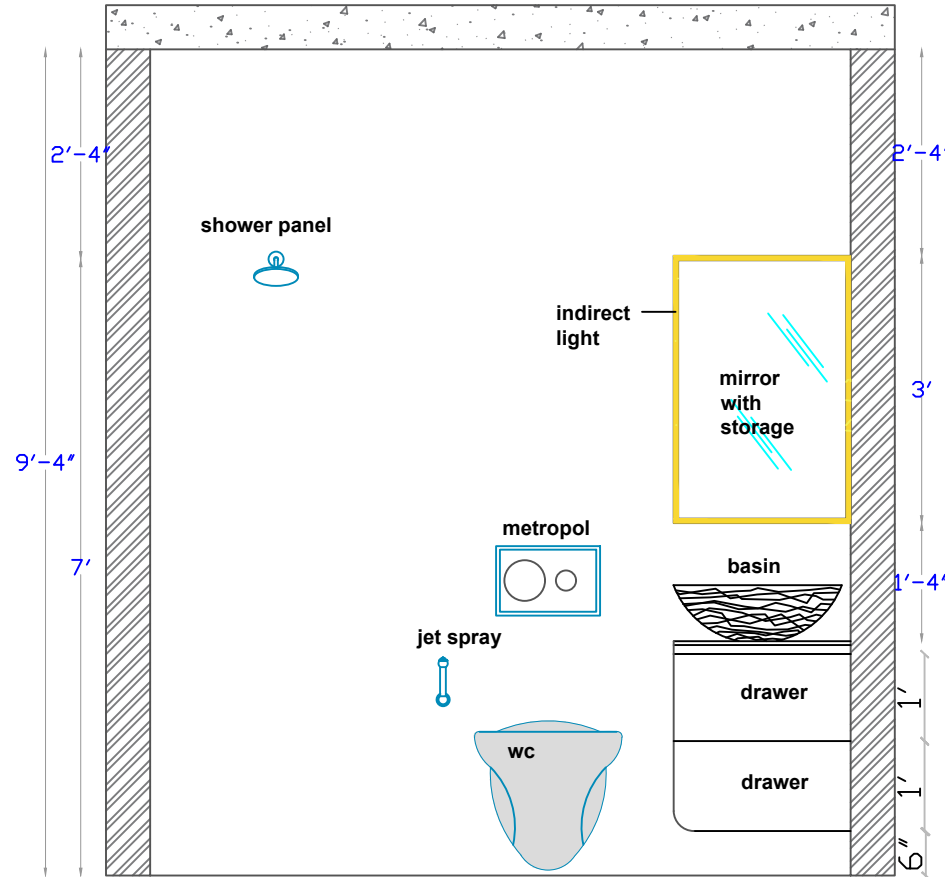 2'-4"
2'-4"
shower panel
indirect
light
mirror
with
storage
3'
9'-4"
metropol
7'
basin
1'-4"
jet spray
drawer
1'
wc
drawer
1'
6"